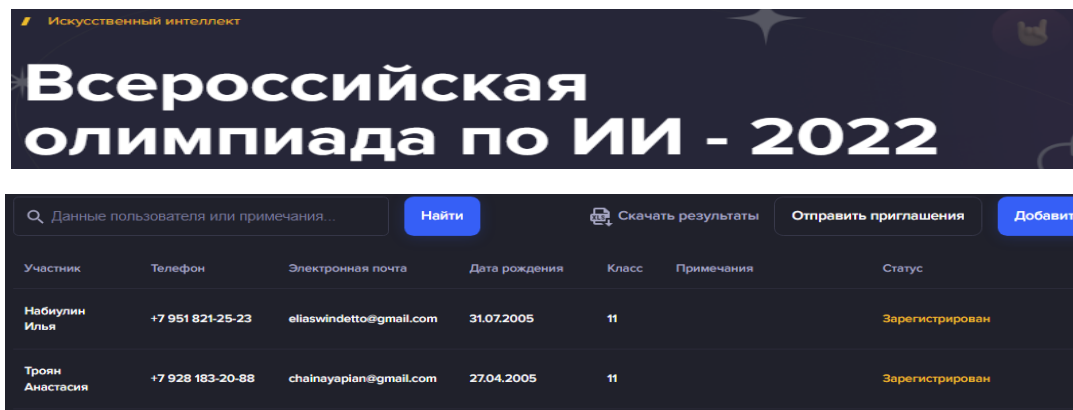 Искусственный интеллект
Всероссийская
олимпиада по ИИ - 2022
Данные пользователя или примечания... Найти Скачать результаты Отправить приглашения Добавит
Участник Телефон Электронная почта Дата рождения Класс Примечания Статус
Набиулин
Илья
+7 951 821-25-23 eliaswindetto@gmail.com 31.07.2005 11 Зарегистрирован
Троян
Анастасия
+7 928 183-20-88 chainayapian@gmail.com 27.04.2005 11 Зарегистрирован